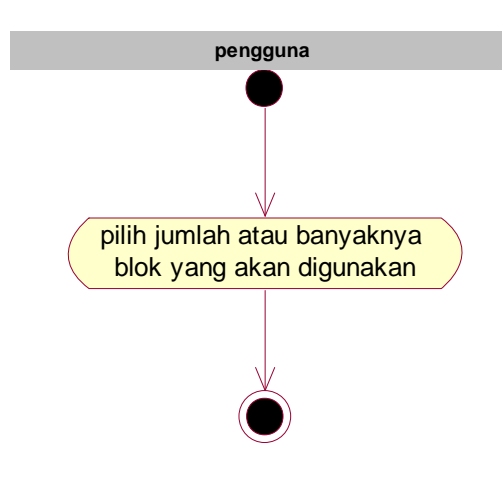 pengguna
pilih jumlah atau banyaknya
blok yang akan digunakan